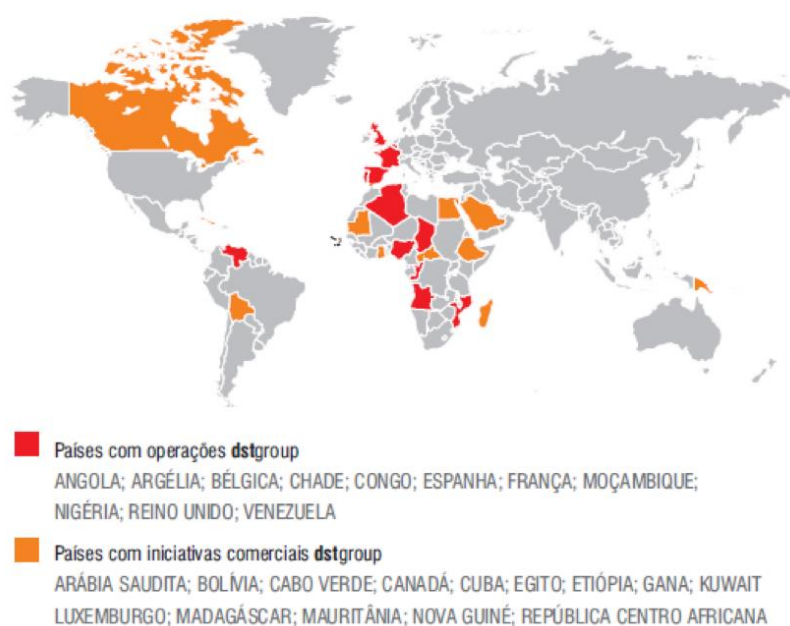 Países com operações dstgroup
ANGOLA; ARGÉLIA; BÉLGICA; CHADE; CONGO; ESPANHA; FRANÇA; MOÇAMBIQUE;
NIGÉRIA; REINO UNIDO; VENEZUELA
Países com iniciativas comerciais dstgroup
ARÁBIA SAUDITA; BOLÍVIA; CABO VERDE; CANADÁ; CUBA; EGITO; ETIÓPIA; GANA; KUWAIT
LUXEMBURGO; MADAGÁSCAR; MAURITÂNIA; NOVA GUINÉ; REPÚBLICA CENTRO AFRICANA